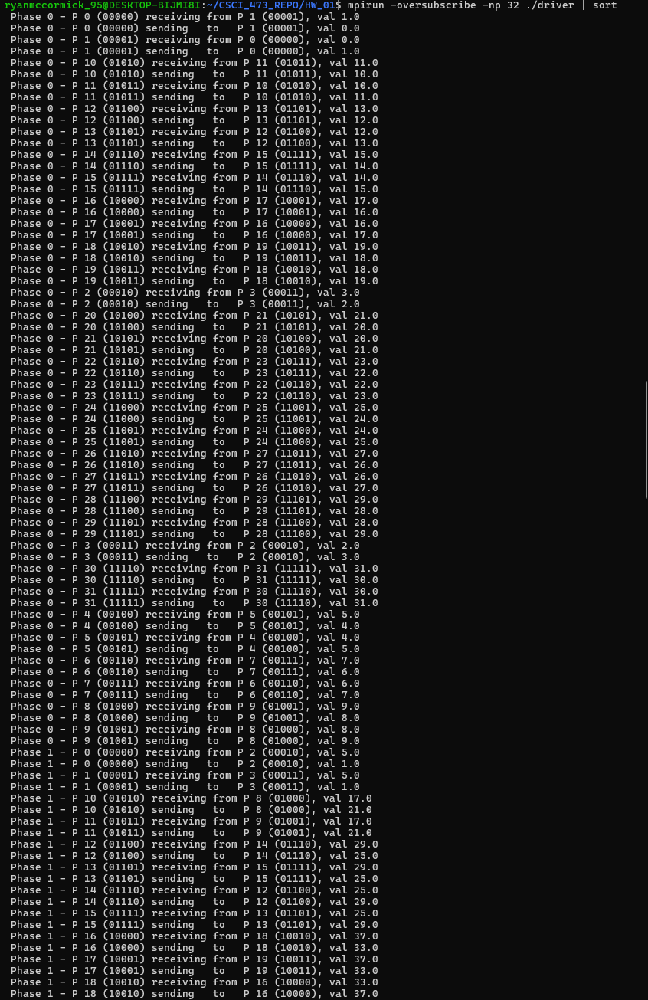 ryanmccormick_95@DESKTOP-BIJMI8I:~/CSCI_473_REPO/HW_01$ mpirun -oversubscribe -np 32 ./driver | sort
Phase 0 - P 0 (00000) receiving from P 1 (00001), val 1.0
Phase 0 - P 0 (00000) sending   to   P 1 (00001), val 0.0
Phase 0 - P 1 (00001) receiving from P 0 (00000), val 0.0
Phase 0 - P 1 (00001) sending   to   P 0 (00000), val 1.0
Phase 0 - P 10 (01010) receiving from P 11 (01011), val 11.0
Phase 0 - P 10 (01010) sending   to   P 11 (01011), val 10.0
Phase 0 - P 11 (01011) receiving from P 10 (01010), val 10.0
Phase 0 - P 11 (01011) sending   to   P 10 (01010), val 11.0
Phase 0 - P 12 (01100) receiving from P 13 (01101), val 13.0
Phase 0 - P 12 (01100) sending   to   P 13 (01101), val 12.0
Phase 0 - P 13 (01101) receiving from P 12 (01100), val 12.0
Phase 0 - P 13 (01101) sending   to   P 12 (01100), val 13.0
Phase 0 - P 14 (01110) receiving from P 15 (01111), val 15.0
Phase 0 - P 14 (01110) sending   to   P 15 (01111), val 14.0
Phase 0 - P 15 (01111) receiving from P 14 (01110), val 14.0
Phase 0 - P 15 (01111) sending   to   P 14 (01110), val 15.0
Phase 0 - P 16 (10000) receiving from P 17 (10001), val 17.0
Phase 0 - P 16 (10000) sending   to   P 17 (10001), val 16.0
Phase 0 - P 17 (10001) receiving from P 16 (10000), val 16.0
Phase 0 - P 17 (10001) sending   to   P 16 (10000), val 17.0
Phase 0 - P 18 (10010) receiving from P 19 (10011), val 19.0
Phase 0 - P 18 (10010) sending   to   P 19 (10011), val 18.0
Phase 0 - P 19 (10011) receiving from P 18 (10010), val 18.0
Phase 0 - P 19 (10011) sending   to   P 18 (10010), val 19.0
Phase 0 - P 2 (00010) receiving from P 3 (00011), val 3.0
Phase 0 - P 2 (00010) sending   to   P 3 (00011), val 2.0
Phase 0 - P 20 (10100) receiving from P 21 (10101), val 21.0
Phase 0 - P 20 (10100) sending   to   P 21 (10101), val 20.0
Phase 0 - P 21 (10101) receiving from P 20 (10100), val 20.0
Phase 0 - P 21 (10101) sending   to   P 20 (10100), val 21.0
Phase 0 - P 22 (10110) receiving from P 23 (10111), val 23.0
Phase 0 - P 22 (10110) sending   to   P 23 (10111), val 22.0
Phase 0 - P 23 (10111) receiving from P 22 (10110), val 22.0
Phase 0 - P 23 (10111) sending   to   P 22 (10110), val 23.0
Phase 0 - P 24 (11000) receiving from P 25 (11001), val 25.0
Phase 0 - P 24 (11000) sending   to   P 25 (11001), val 24.0
Phase 0 - P 25 (11001) receiving from P 24 (11000), val 24.0
Phase 0 - P 25 (11001) sending   to   P 24 (11000), val 25.0
Phase 0 - P 26 (11010) receiving from P 27 (11011), val 27.0
Phase 0 - P 26 (11010) sending   to   P 27 (11011), val 26.0
Phase 0 - P 27 (11011) receiving from P 26 (11010), val 26.0
Phase 0 - P 27 (11011) sending   to   P 26 (11010), val 27.0
Phase 0 - P 28 (11100) receiving from P 29 (11101), val 29.0
Phase 0 - P 28 (11100) sending   to   P 29 (11101), val 28.0
Phase 0 - P 29 (11101) receiving from P 28 (11100), val 28.0
Phase 0 - P 29 (11101) sending   to   P 28 (11100), val 29.0
Phase 0 - P 3 (00011) receiving from P 2 (00010), val 2.0
Phase 0 - P 3 (00011) sending   to   P 2 (00010), val 3.0
Phase 0 - P 30 (11110) receiving from P 31 (11111), val 31.0
Phase 0 - P 30 (11110) sending   to   P 31 (11111), val 30.0
Phase 0 - P 31 (11111) receiving from P 30 (11110), val 30.0
Phase 0 - P 31 (11111) sending   to   P 30 (11110), val 31.0
Phase 0 - P 4 (00100) receiving from P 5 (00101), val 5.0
Phase 0 - P 4 (00100) sending   to   P 5 (00101), val 4.0
Phase 0 - P 5 (00101) receiving from P 4 (00100), val 4.0
Phase 0 - P 5 (00101) sending   to   P 4 (00100), val 5.0
Phase 0 - P 6 (00110) receiving from P 7 (00111), val 7.0
Phase 0 - P 6 (00110) sending   to   P 7 (00111), val 6.0
Phase 0 - P 7 (00111) receiving from P 6 (00110), val 6.0
Phase 0 - P 7 (00111) sending   to   P 6 (00110), val 7.0
Phase 0 - P 8 (01000) receiving from P 9 (01001), val 9.0
Phase 0 - P 8 (01000) sending   to   P 9 (01001), val 8.0
Phase 0 - P 9 (01001) receiving from P 8 (01000), val 8.0
Phase 0 - P 9 (01001) sending   to   P 8 (01000), val 9.0
Phase 1 - P 0 (00000) receiving from P 2 (00010), val 5.0
Phase 1 - P 0 (00000) sending   to   P 2 (00010), val 1.0
Phase 1 - P 1 (00001) receiving from P 3 (00011), val 5.0
Phase 1 - P 1 (00001) sending   to   P 3 (00011), val 1.0
Phase 1 - P 10 (01010) receiving from P 8 (01000), val 17.0
Phase 1 - P 10 (01010) sending   to   P 8 (01000), val 21.0
Phase 1 - P 11 (01011) receiving from P 9 (01001), val 17.0
Phase 1 - P 11 (01011) sending   to   P 9 (01001), val 21.0
Phase 1 - P 12 (01100) receiving from P 14 (01110), val 29.0
Phase 1 - P 12 (01100) sending   to   P 14 (01110), val 25.0
Phase 1 - P 13 (01101) receiving from P 15 (01111), val 29.0
Phase 1 - P 13 (01101) sending   to   P 15 (01111), val 25.0
Phase 1 - P 14 (01110) receiving from P 12 (01100), val 25.0
Phase 1 - P 14 (01110) sending   to   P 12 (01100), val 29.0
Phase 1 - P 15 (01111) receiving from P 13 (01101), val 25.0
Phase 1 - P 15 (01111) sending   to   P 13 (01101), val 29.0
Phase 1 - P 16 (10000) receiving from P 18 (10010), val 37.0
Phase 1 - P 16 (10000) sending   to   P 18 (10010), val 33.0
Phase 1 - P 17 (10001) receiving from P 19 (10011), val 37.0
Phase 1 - P 17 (10001) sending   to   P 19 (10011), val 33.0
Phase 1 - P 18 (10010) receiving from P 16 (10000), val 33.0
Phase 1 - P 18 (10010) sending   to   P 16 (10000), val 37.0